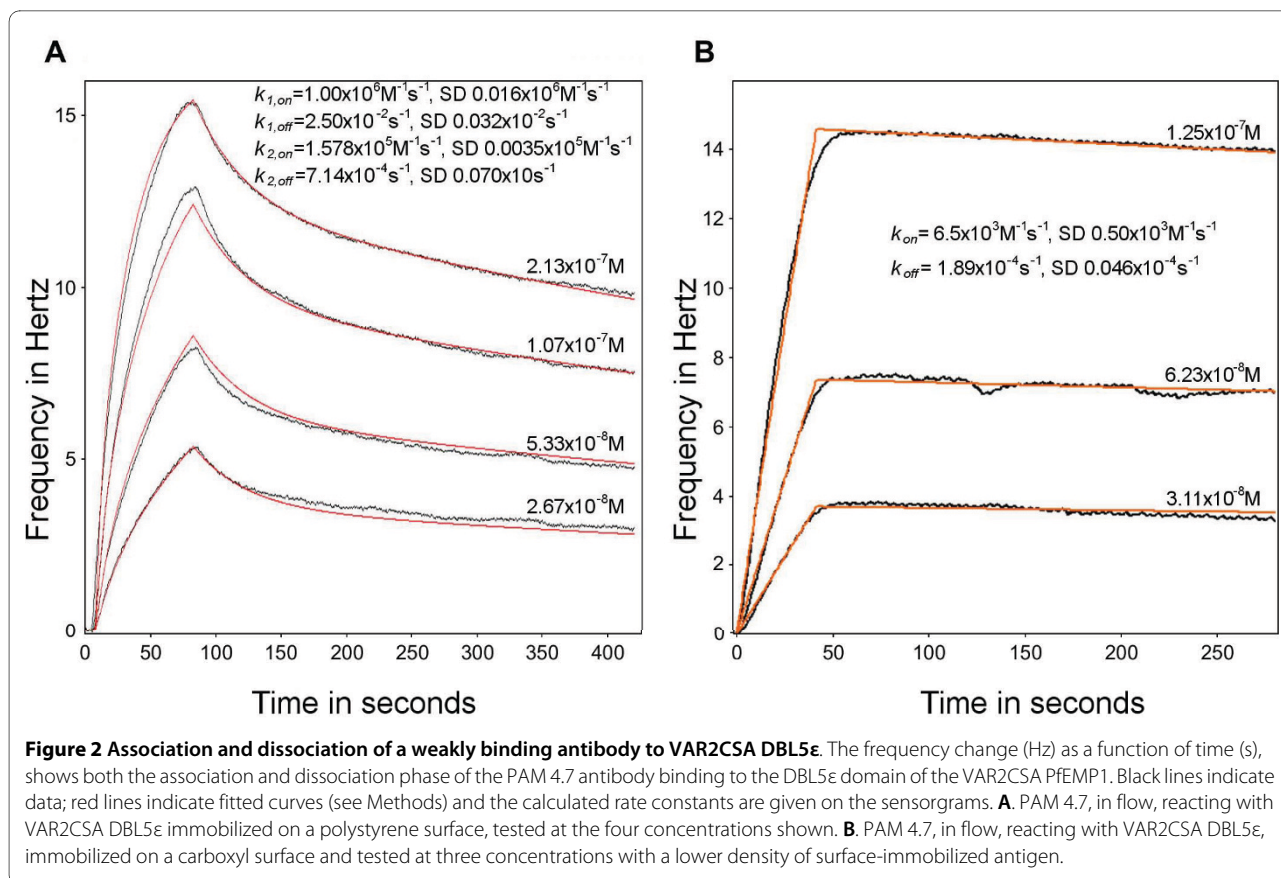 A
k1,on=1.00x10^6M^-1s^-1, SD 0.016x10^6M^-1s^-1
k1,off=2.50x10^-2s^-1, SD 0.032x10^-2s^-1
k2,on=1.578x10^5M^-1s^-1, SD 0.0035x10^5M^-1s^-1
k2,off=7.14x10^-4s^-1, SD 0.070x10s^-1
15
10
5
0
Frequency in Hertz
2.13x10^-7M
1.07x10^-7M
5.33x10^-8M
2.67x10^-8M
0 50 100 150 200 250 300 350 400
Time in seconds
B
14
12
10
8
6
4
2
0
Frequency in Hertz
1.25x10^-7M
kon= 6.5x10^3M^-1s^-1, SD 0.50x10^3M^-1s^-1
koff= 1.89x10^-4s^-1, SD 0.046x10^-4s^-1
6.23x10^-8M
3.11x10^-8M
0 50 100 150 200 250
Time in seconds
Figure 2 Association and dissociation of a weakly binding antibody to VAR2CSA DBL5ε. The frequency change (Hz) as a function of time (s),
shows both the association and dissociation phase of the PAM 4.7 antibody binding to the DBL5ε domain of the VAR2CSA PfEMP1. Black lines indicate
data; red lines indicate fitted curves (see Methods) and the calculated rate constants are given on the sensorgrams. A. PAM 4.7, in flow, reacting with
VAR2CSA DBL5ε immobilized on a polystyrene surface, tested at the four concentrations shown. B. PAM 4.7, in flow, reacting with VAR2CSA DBL5ε,
immobilized on a carboxyl surface and tested at three concentrations with a lower density of surface-immobilized antigen.